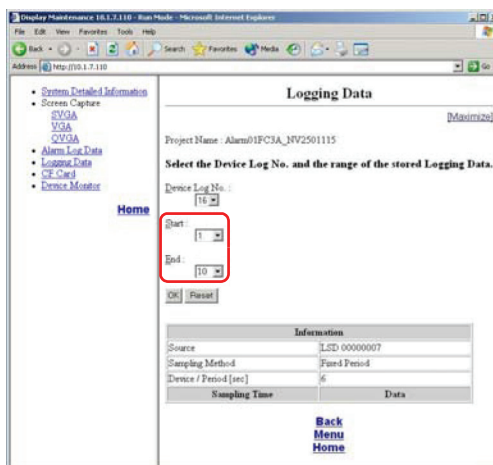 Display Maintenance 10.1.7.110 - Run Mode - Microsoft Internet Explorer
File Edit View Favorites Tools Help
Back Search Favorites Media
Address http://10.1.7.110 Go
System Detailed Information
Screen Capture
SVGA
VGA
QVGA
Alarm Log Data
Logging Data
CF Card
Device Monitor
Home
Logging Data
[Maximize]
Project Name : Alarm01FC3A_NV2501115
Select the Device Log No. and the range of the stored Logging Data.
Device Log No. :
16
Start :
1
End :
10
OK Reset
Information
Source LSD 00000007
Sampling Method Fixed Period
Device / Period [sec] 6
Sampling Time Data
Back
Menu
Home